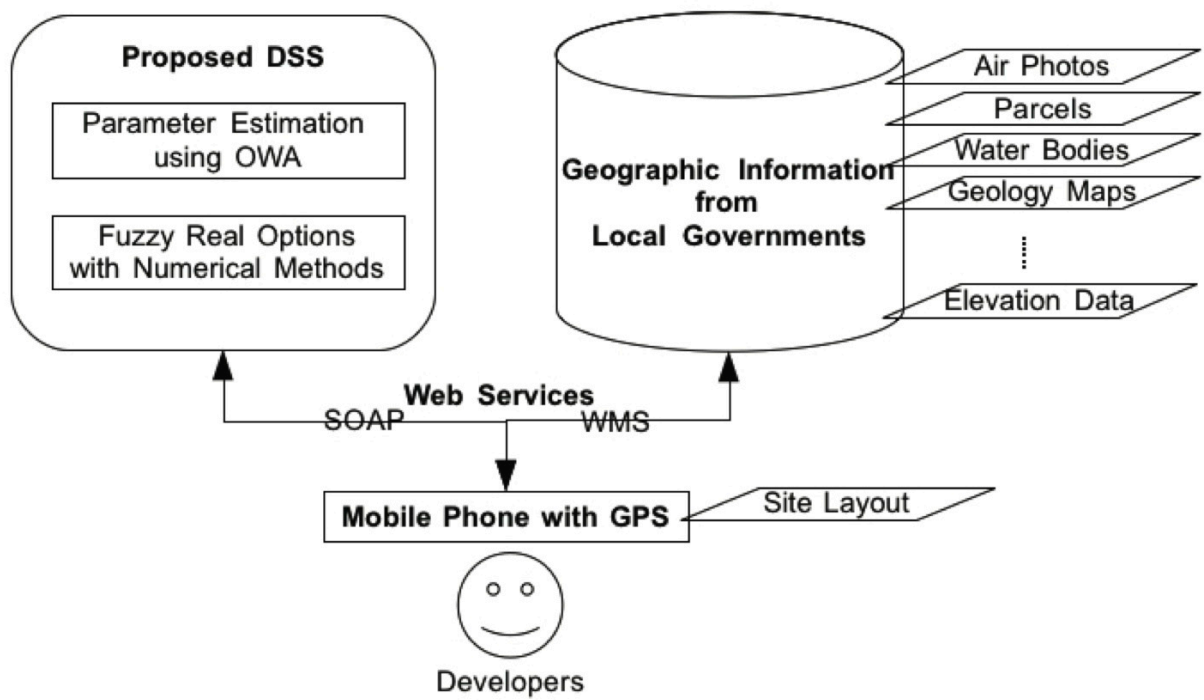 Proposed DSS
Parameter Estimation
using OWA
Fuzzy Real Options
with Numerical Methods
Geographic Information
from
Local Governments
Air Photos
Parcels
Water Bodies
Geology Maps
Elevation Data
Web Services
SOAP
WMS
Mobile Phone with GPS
Site Layout
Developers